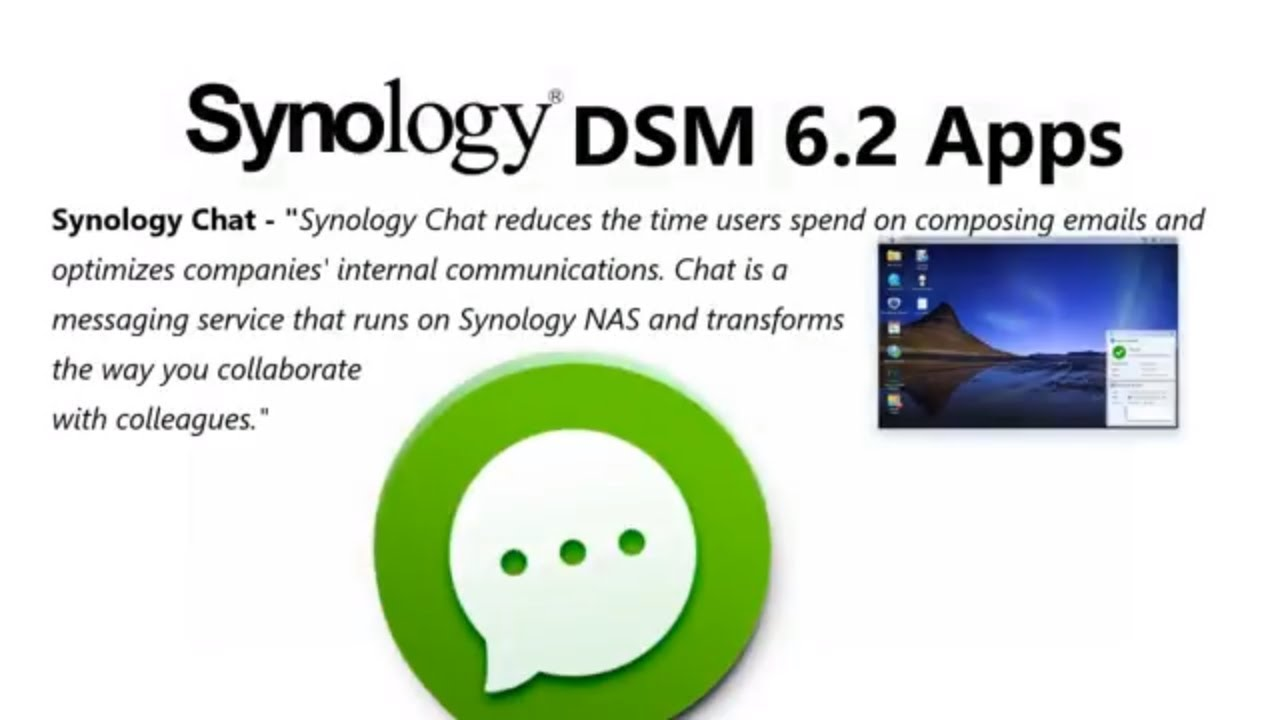 Synology® DSM 6.2 Apps
Synology Chat - "Synology Chat reduces the time users spend on composing emails and
optimizes companies' internal communications. Chat is a
messaging service that runs on Synology NAS and transforms
the way you collaborate
with colleagues."